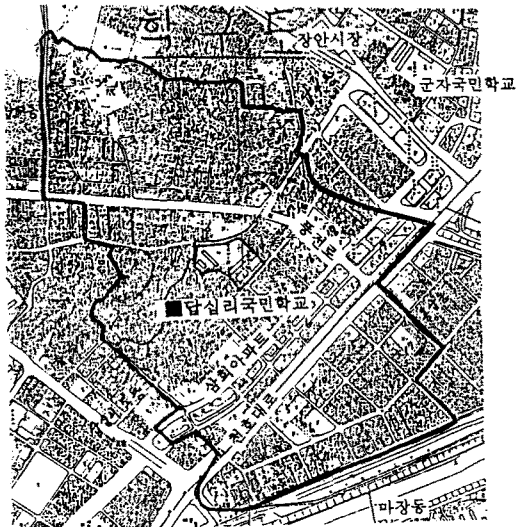 장안시장
군자국민학교
■답십리국민학교
삼희아파트
천호대로
마장동